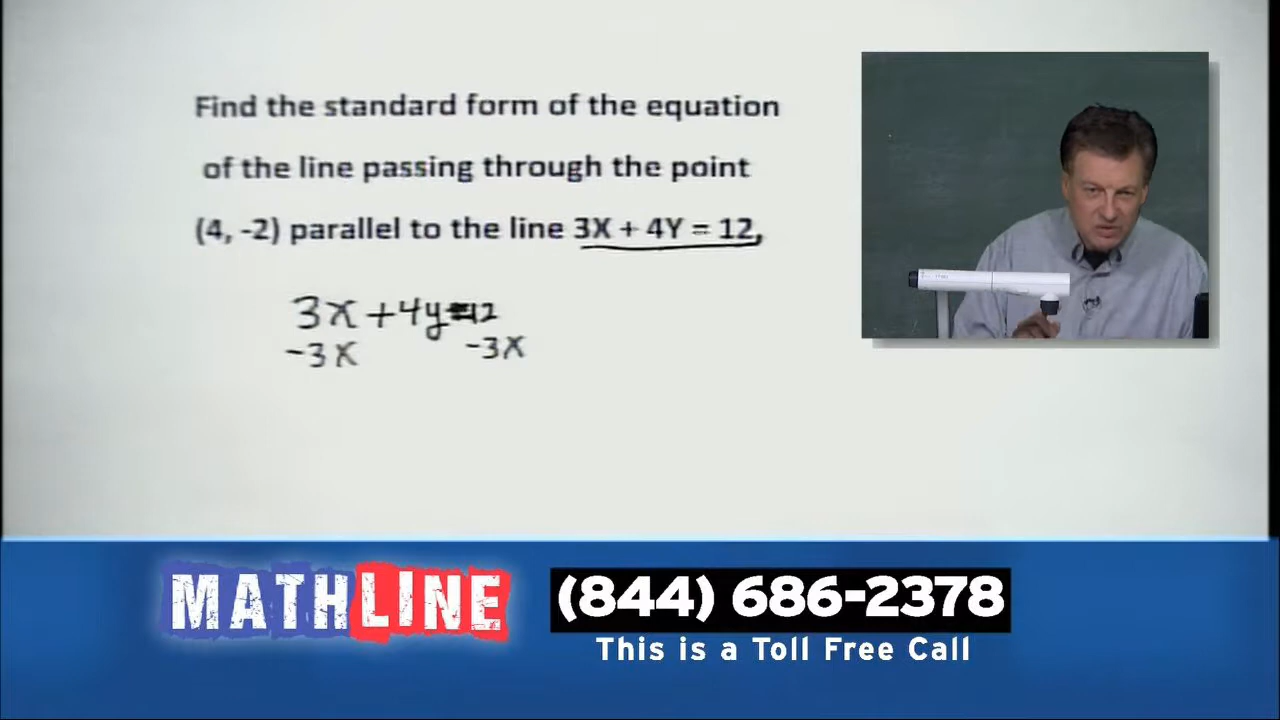 Find the standard form of the equation
of the line passing through the point
(4, -2) parallel to the line 3X + 4Y = 12,
3x + 4y = 12
-3x -3x
MATHLINE
(844) 686-2378
This is a Toll Free Call